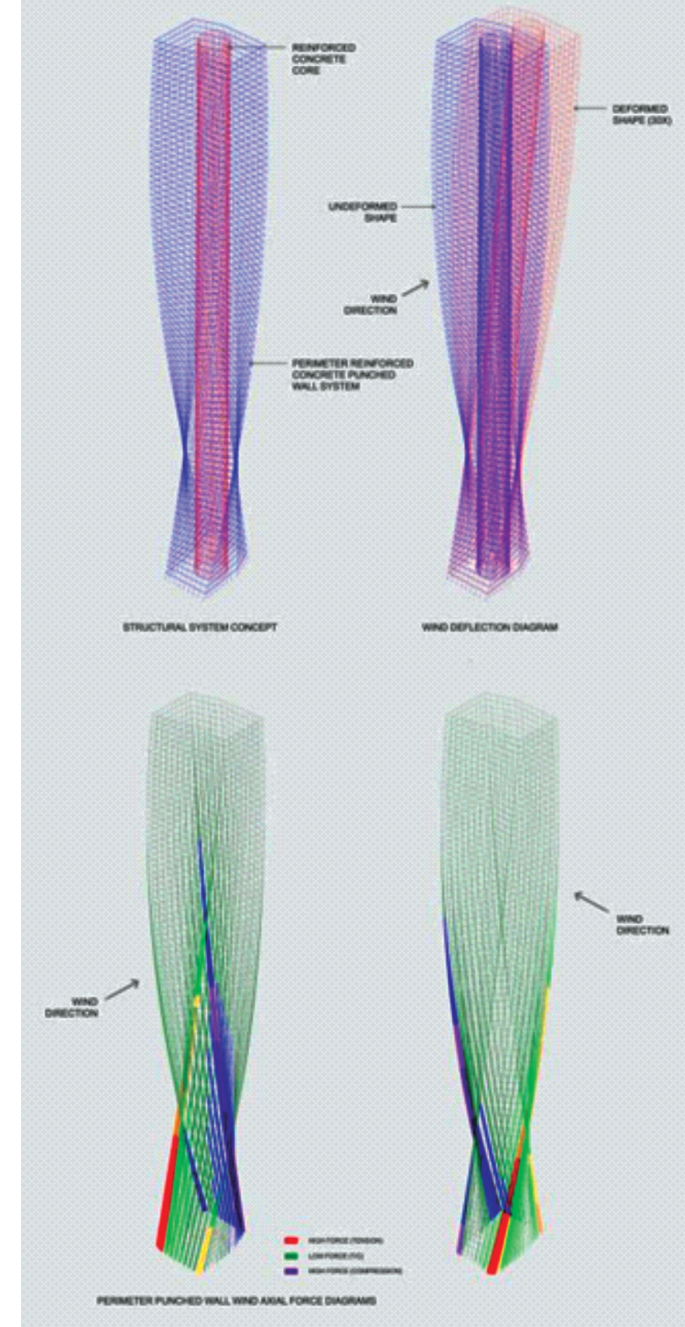 REINFORCED
CONCRETE
CORE
DEFORMED
SHAPE (30X)
UNDEFORMED
SHAPE
WIND
DIRECTION
PERIMETER REINFORCED
CONCRETE PUNCHED
WALL SYSTEM
STRUCTURAL SYSTEM CONCEPT
WIND DEFLECTION DIAGRAM
WIND
DIRECTION
WIND
DIRECTION
HIGH FORCE (TENSION)
LOW FORCE (T/C)
HIGH FORCE (COMPRESSION)
PERIMETER PUNCHED WALL WIND AXIAL FORCE DIAGRAMS